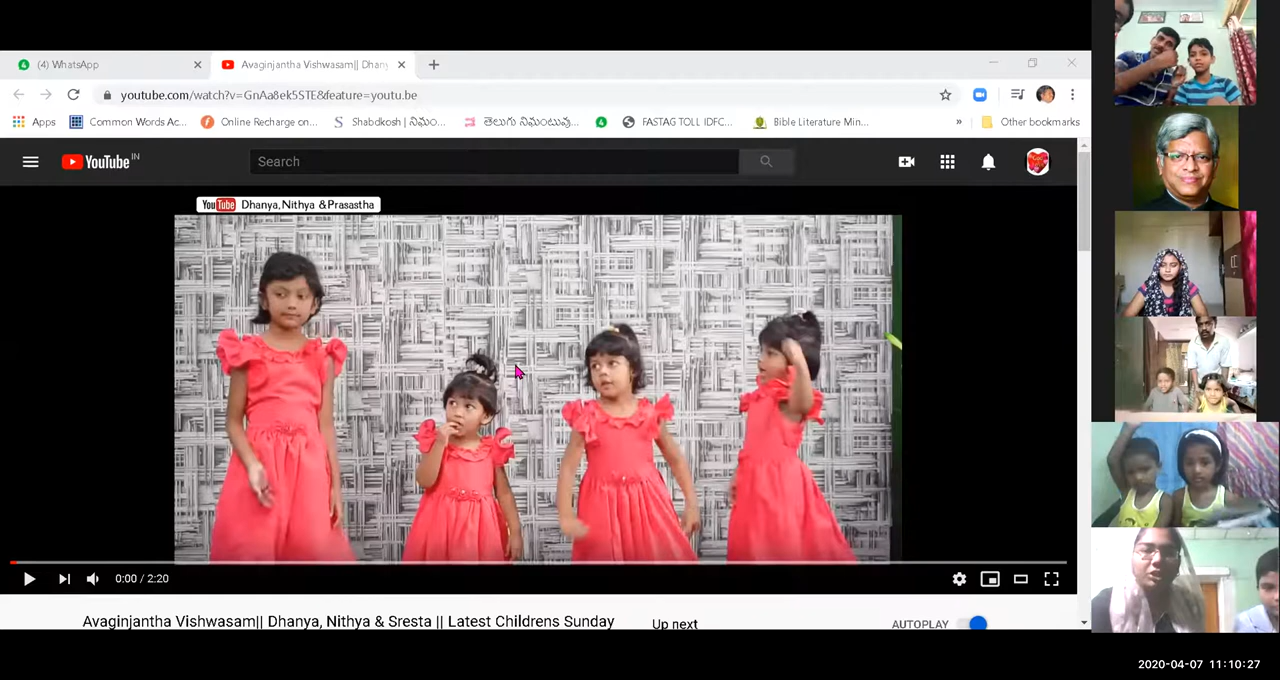 (4) WhatsApp
Avaginjantha Vishwasam|| Dhany
youtube.com/watch?v=GnAa8ek5STE&feature=youtu.be
Apps Common Words Ac... Online Recharge on... Shabdkosh | నిఘం... తెలుగు నిఘంటువు... FASTAG TOLL IDFC... Bible Literature Min... » Other bookmarks
YouTube IN
Search
YouTube Dhanya,Nithya &Prasastha
0:00 / 2:20
Avaginjantha Vishwasam|| Dhanya, Nithya & Sresta || Latest Childrens Sunday
Up next
AUTOPLAY
2020-04-07 11:10:27